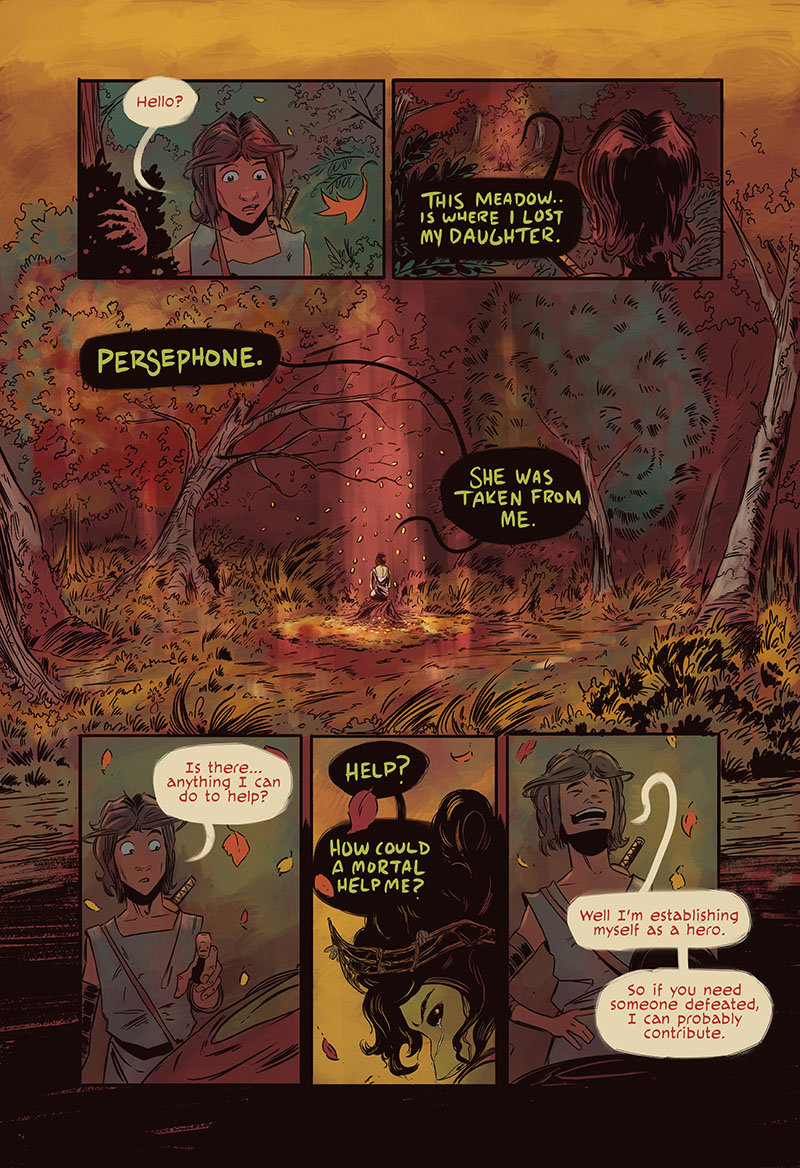 Hello?
THIS MEADOW..
IS WHERE I LOST
MY DAUGHTER.
PERSEPHONE.
SHE WAS
TAKEN FROM
ME.
Is there...
anything I can
do to help?
HELP?
HOW COULD
A MORTAL
HELP ME?
Well I'm establishing
myself as a hero.
So if you need
someone defeated,
I can probably
contribute.